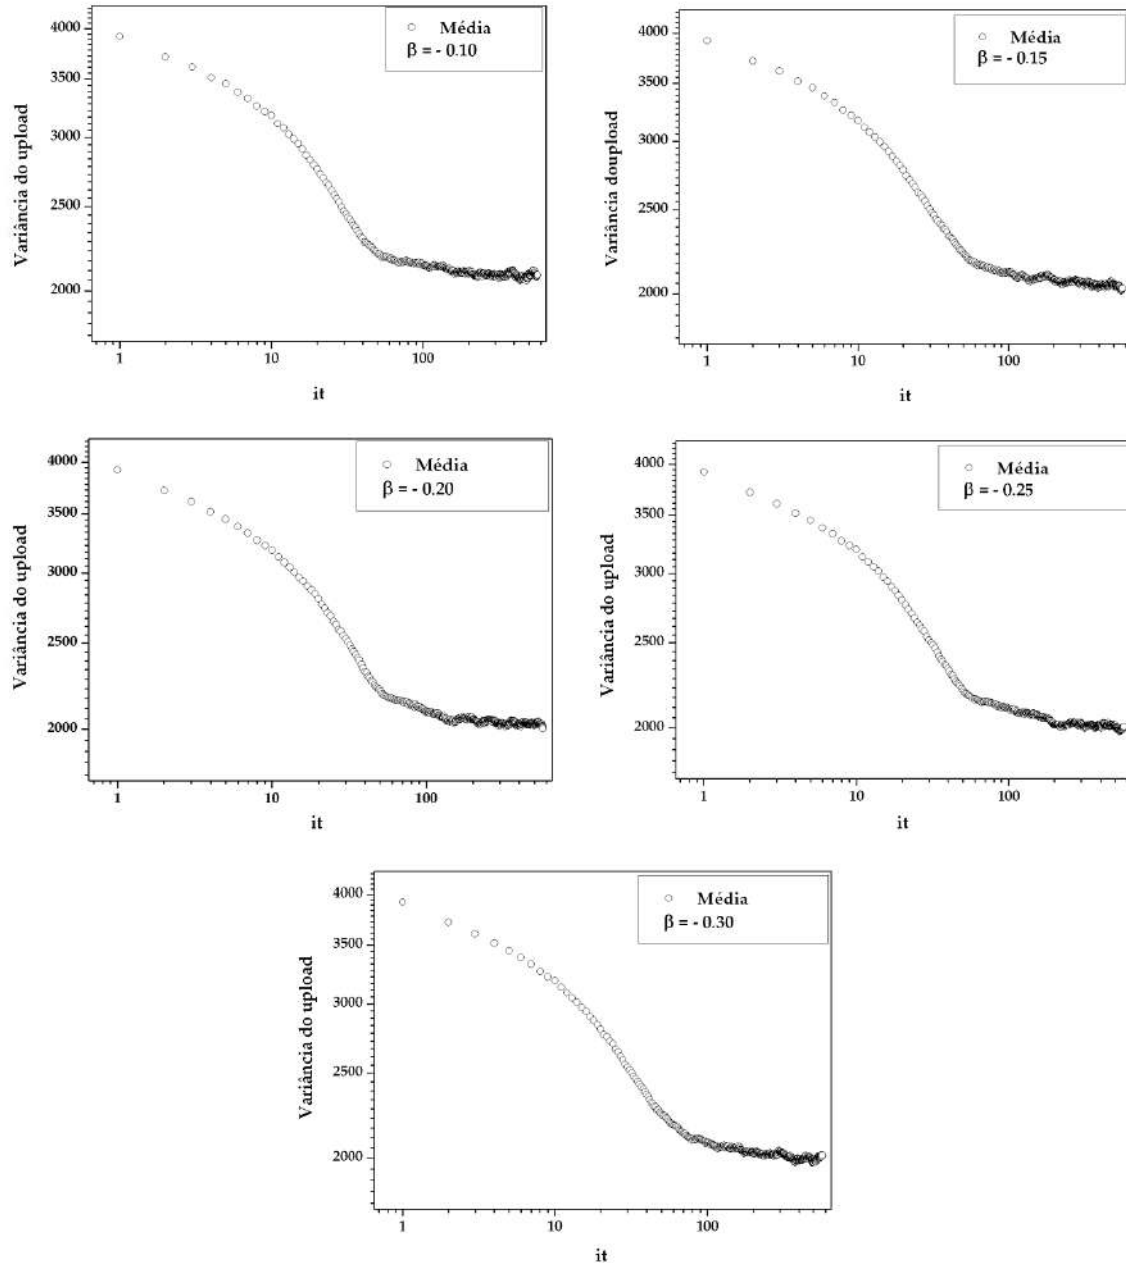 Média
β = - 0.10
Variância do upload
4000
3500
3000
2500
2000
1
10
100
it
Média
β = - 0.15
Variância doupload
4000
3500
3000
2500
2000
1
10
100
it
Média
β = - 0.20
Variância do upload
4000
3500
3000
2500
2000
1
10
100
it
Média
β = - 0.25
Variância do upload
4000
3500
3000
2500
2000
1
10
100
it
Média
β = - 0.30
Variância do upload
4000
3500
3000
2500
2000
1
10
100
it